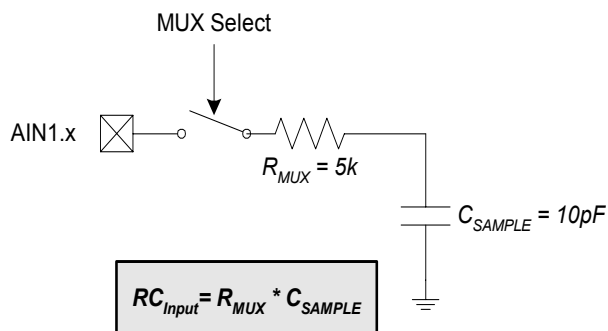 MUX Select
AIN1.x
R_MUX = 5k
C_SAMPLE = 10pF
RC_Input = R_MUX * C_SAMPLE